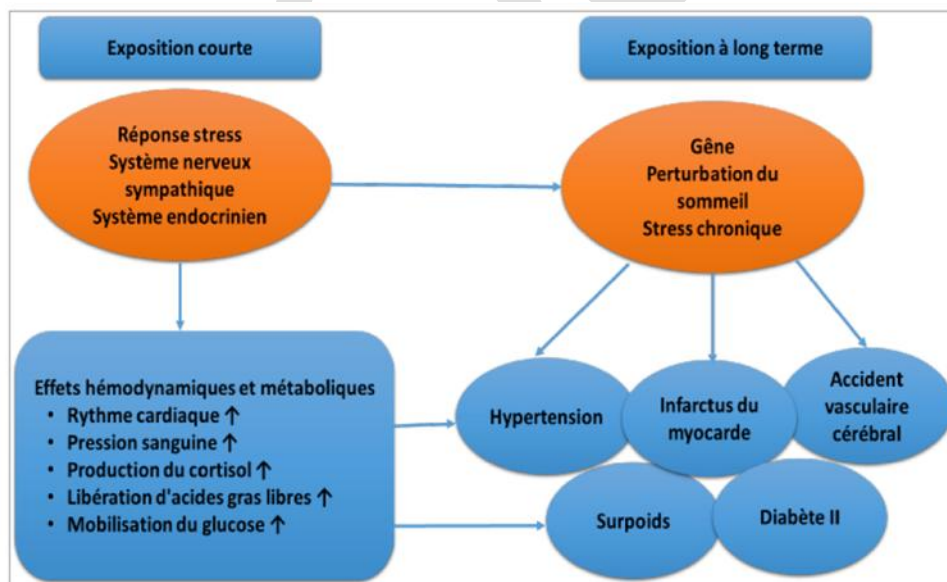 Exposition courte
Exposition à long terme
Réponse stress
Système nerveux
sympathique
Système endocrinien
Gêne
Perturbation du
sommeil
Stress chronique
Effets hémodynamiques et métaboliques
• Rythme cardiaque ↑
• Pression sanguine ↑
• Production du cortisol ↑
• Libération d'acides gras libres ↑
• Mobilisation du glucose ↑
Hypertension
Infarctus du
myocarde
Accident
vasculaire
cérébral
Surpoids
Diabète II